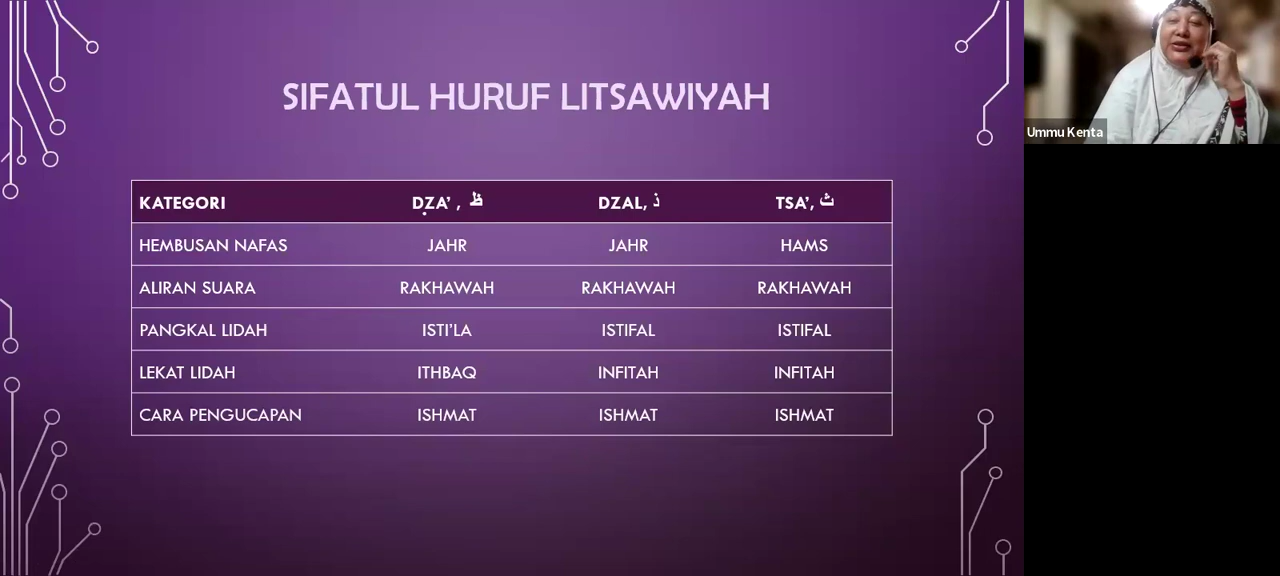 SIFATUL HURUF LITSAWIYAH
KATEGORI DẒA’ , ظ DZAL, ذ TSA’, ث
HEMBUSAN NAFAS JAHR JAHR HAMS
ALIRAN SUARA RAKHAWAH RAKHAWAH RAKHAWAH
PANGKAL LIDAH ISTI’LA ISTIFAL ISTIFAL
LEKAT LIDAH ITHBAQ INFITAH INFITAH
CARA PENGUCAPAN ISHMAT ISHMAT ISHMAT
Ummu Kenta